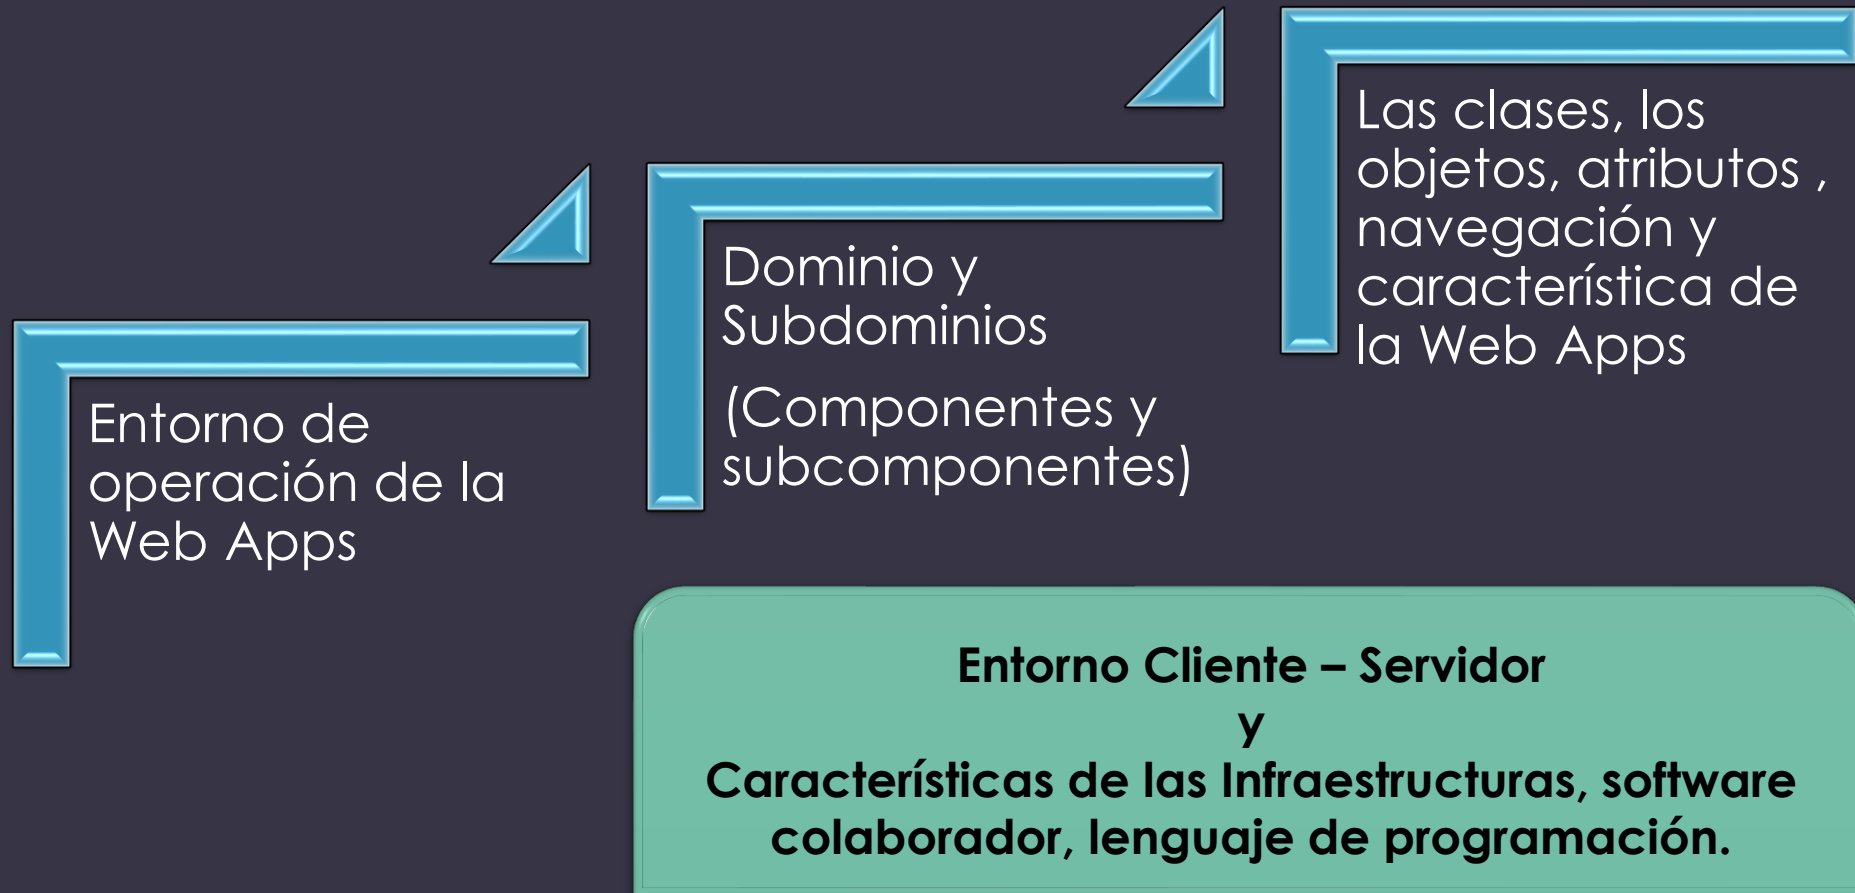 Entorno de
operación de la
Web Apps
Dominio y
Subdominios
(Componentes y
subcomponentes)
Las clases, los
objetos, atributos ,
navegación y
característica de
la Web Apps
Entorno Cliente – Servidor
y
Características de las Infraestructuras, software
colaborador, lenguaje de programación.